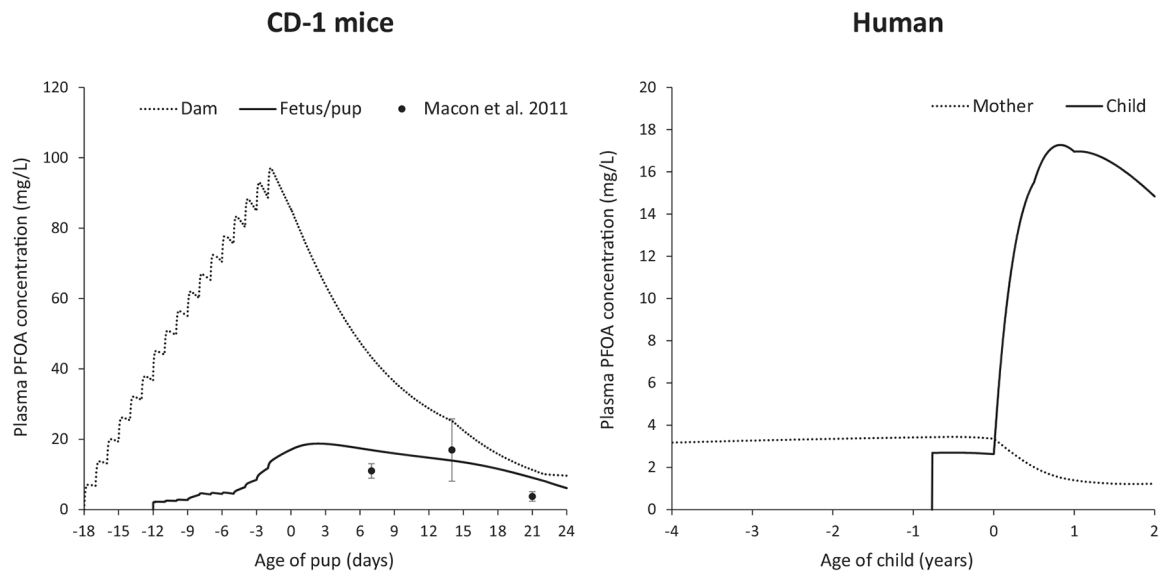 CD-1 mice
Human
Plasma PFOA concentration (mg/L)
120
100
80
60
40
20
0
Dam
Fetus/pup
Macon et al. 2011
-18 -15 -12 -9 -6 -3 0 3 6 9 12 15 18 21 24
Age of pup (days)
Plasma PFOA concentration (mg/L)
20
18
16
14
12
10
8
6
4
2
0
Mother
Child
-4 -3 -2 -1 0 1 2
Age of child (years)